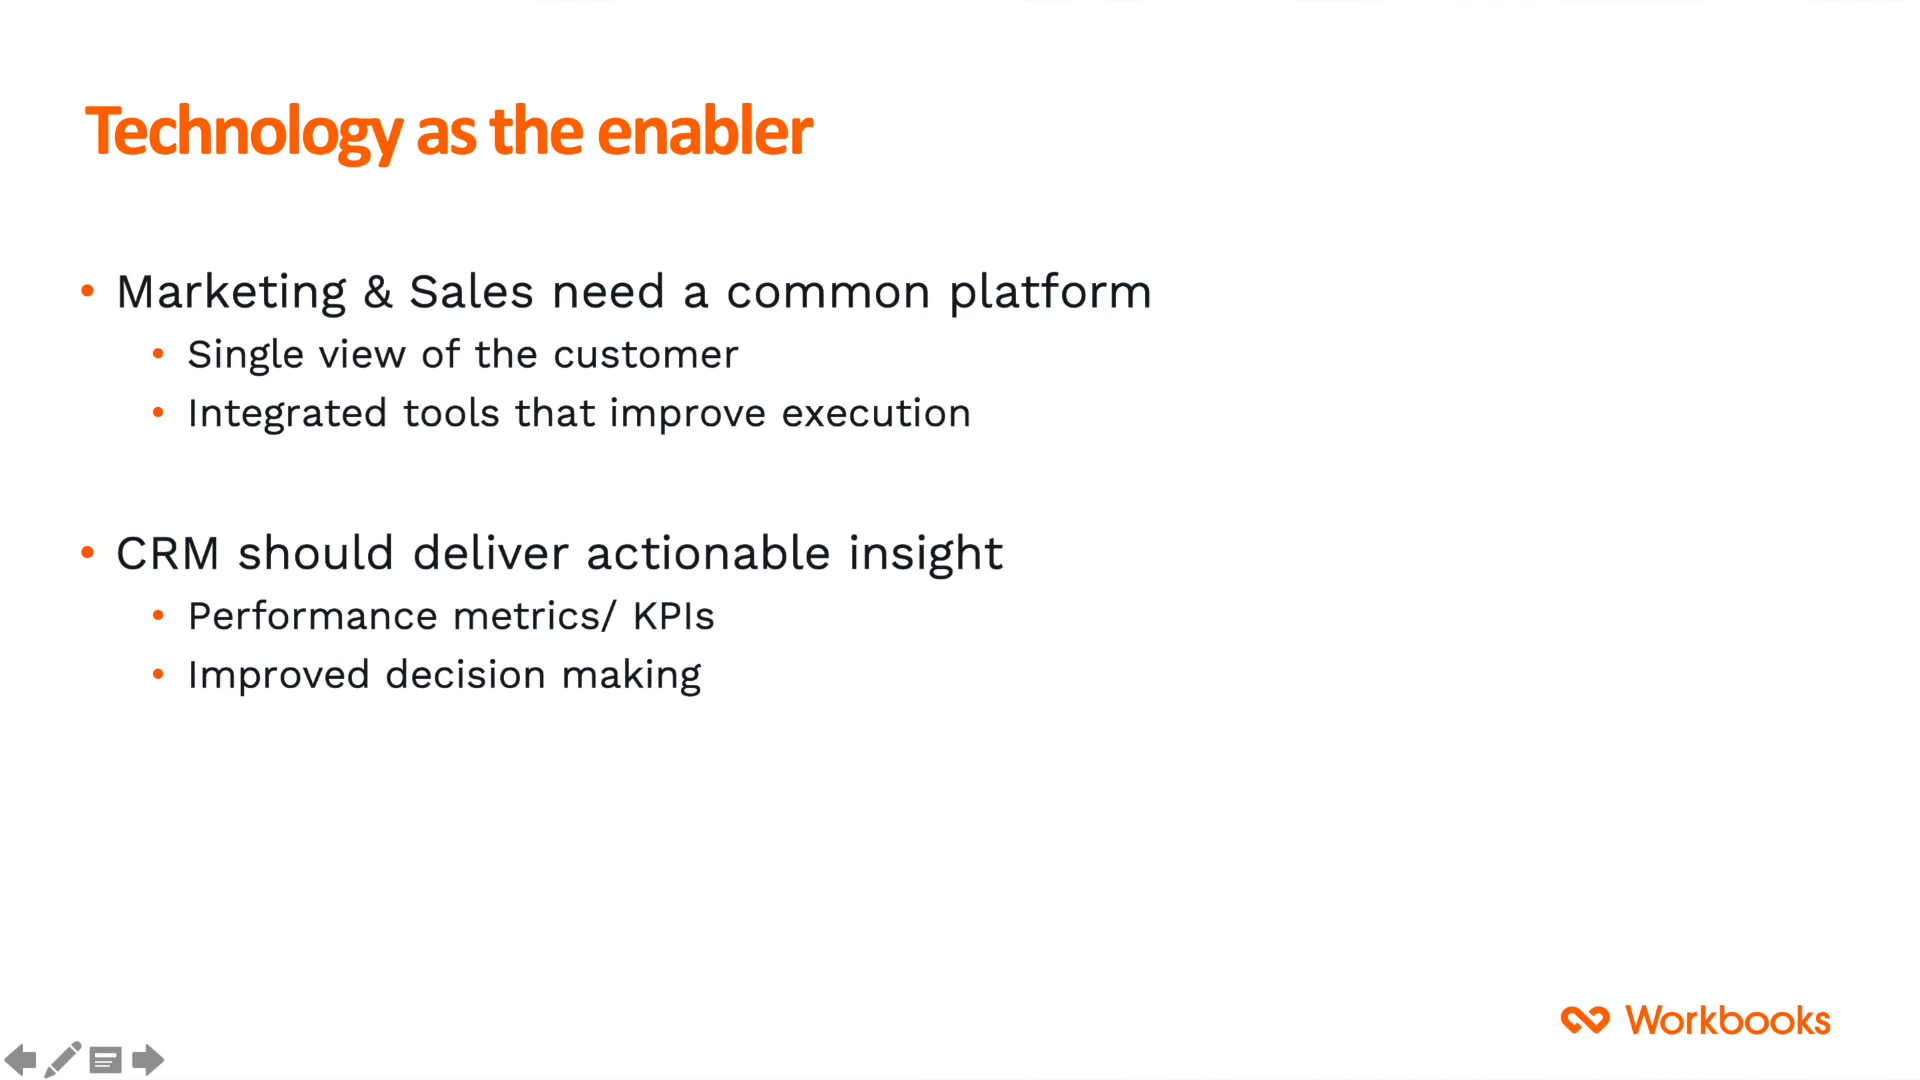 Technology as the enabler
• Marketing & Sales need a common platform
• Single view of the customer
• Integrated tools that improve execution
• CRM should deliver actionable insight
• Performance metrics/ KPIs
• Improved decision making
Workbooks